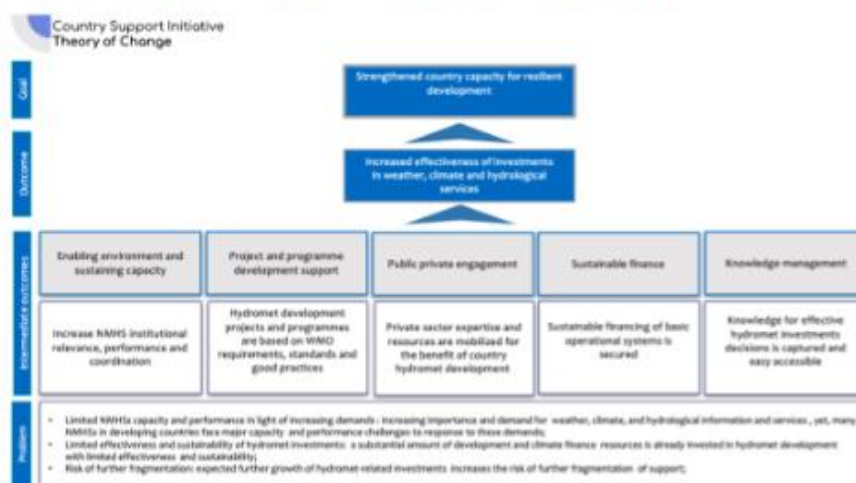 Country Support Initiative
Theory of Change
Goal
Strengthened country capacity for resilient
development
Outcome
Increased effectiveness of investments
in weather, climate and hydrological
services
Intermediate outcomes
Enabling environment and
sustaining capacity
Project and programme
development support
Public private engagement
Sustainable finance
Knowledge management
Increase NMHS institutional
relevance, performance and
coordination
Hydromet development
projects and programmes
are based on WMO
requirements, standards and
good practices
Private sector expertise and
resources are mobilized for
the benefit of country
hydromet development
Sustainable financing of basic
operational systems is
secured
Knowledge for effective
hydromet investments
decisions is captured and
easy accessible
Problem
• Limited NMHSs capacity and performance in light of increasing demands : increasing importance and demand for weather, climate, and hydrological information and services , yet, many
NMHSs in developing countries face major capacity and performance challenges to response to these demands;
• Limited effectiveness and sustainability of hydromet investments: a substantial amount of development and climate finance resources is already invested in hydromet development
with limited effectiveness and sustainability;
• Risk of further fragmentation: expected further growth of hydromet-related investments increases the risk of further fragmentation of support;